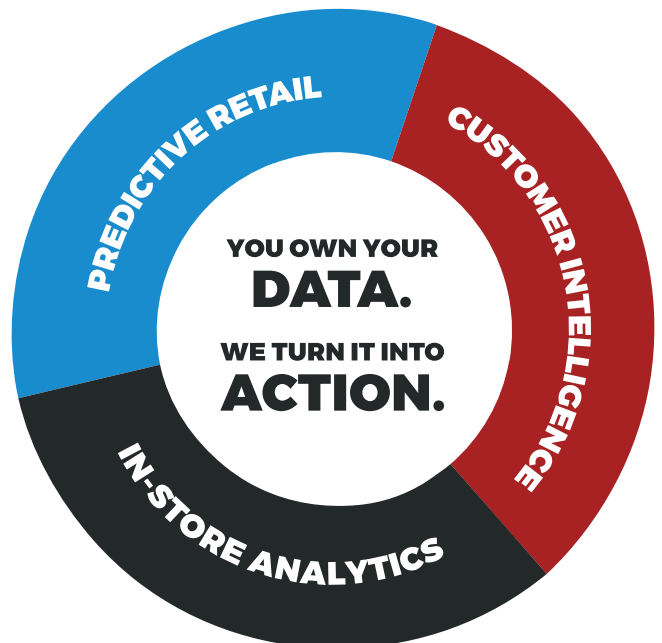 PREDICTIVE RETAIL
CUSTOMER INTELLIGENCE
YOU OWN YOUR
DATA.
WE TURN IT INTO
ACTION.
IN-STORE ANALYTICS